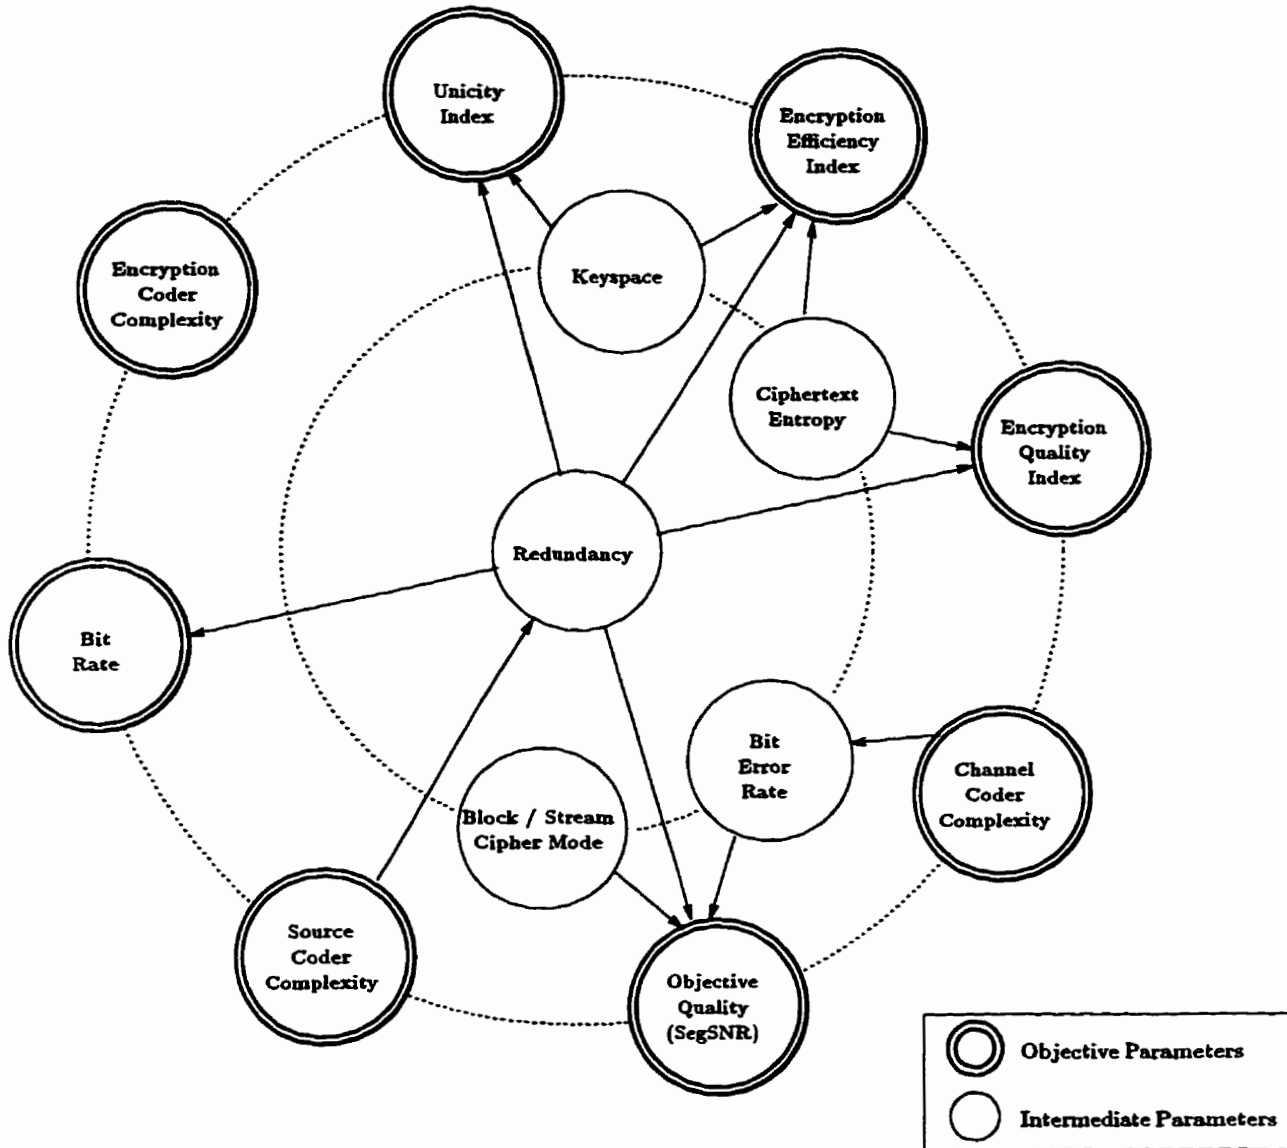 Unicity
Index
Encryption
Efficiency
Index
Encryption
Coder
Complexity
Keyspace
Ciphertext
Entropy
Encryption
Quality
Index
Redundancy
Bit
Rate
Bit
Error
Rate
Channel
Coder
Complexity
Block / Stream
Cipher Mode
Source
Coder
Complexity
Objective
Quality
(SegSNR)
Objective Parameters
Intermediate Parameters